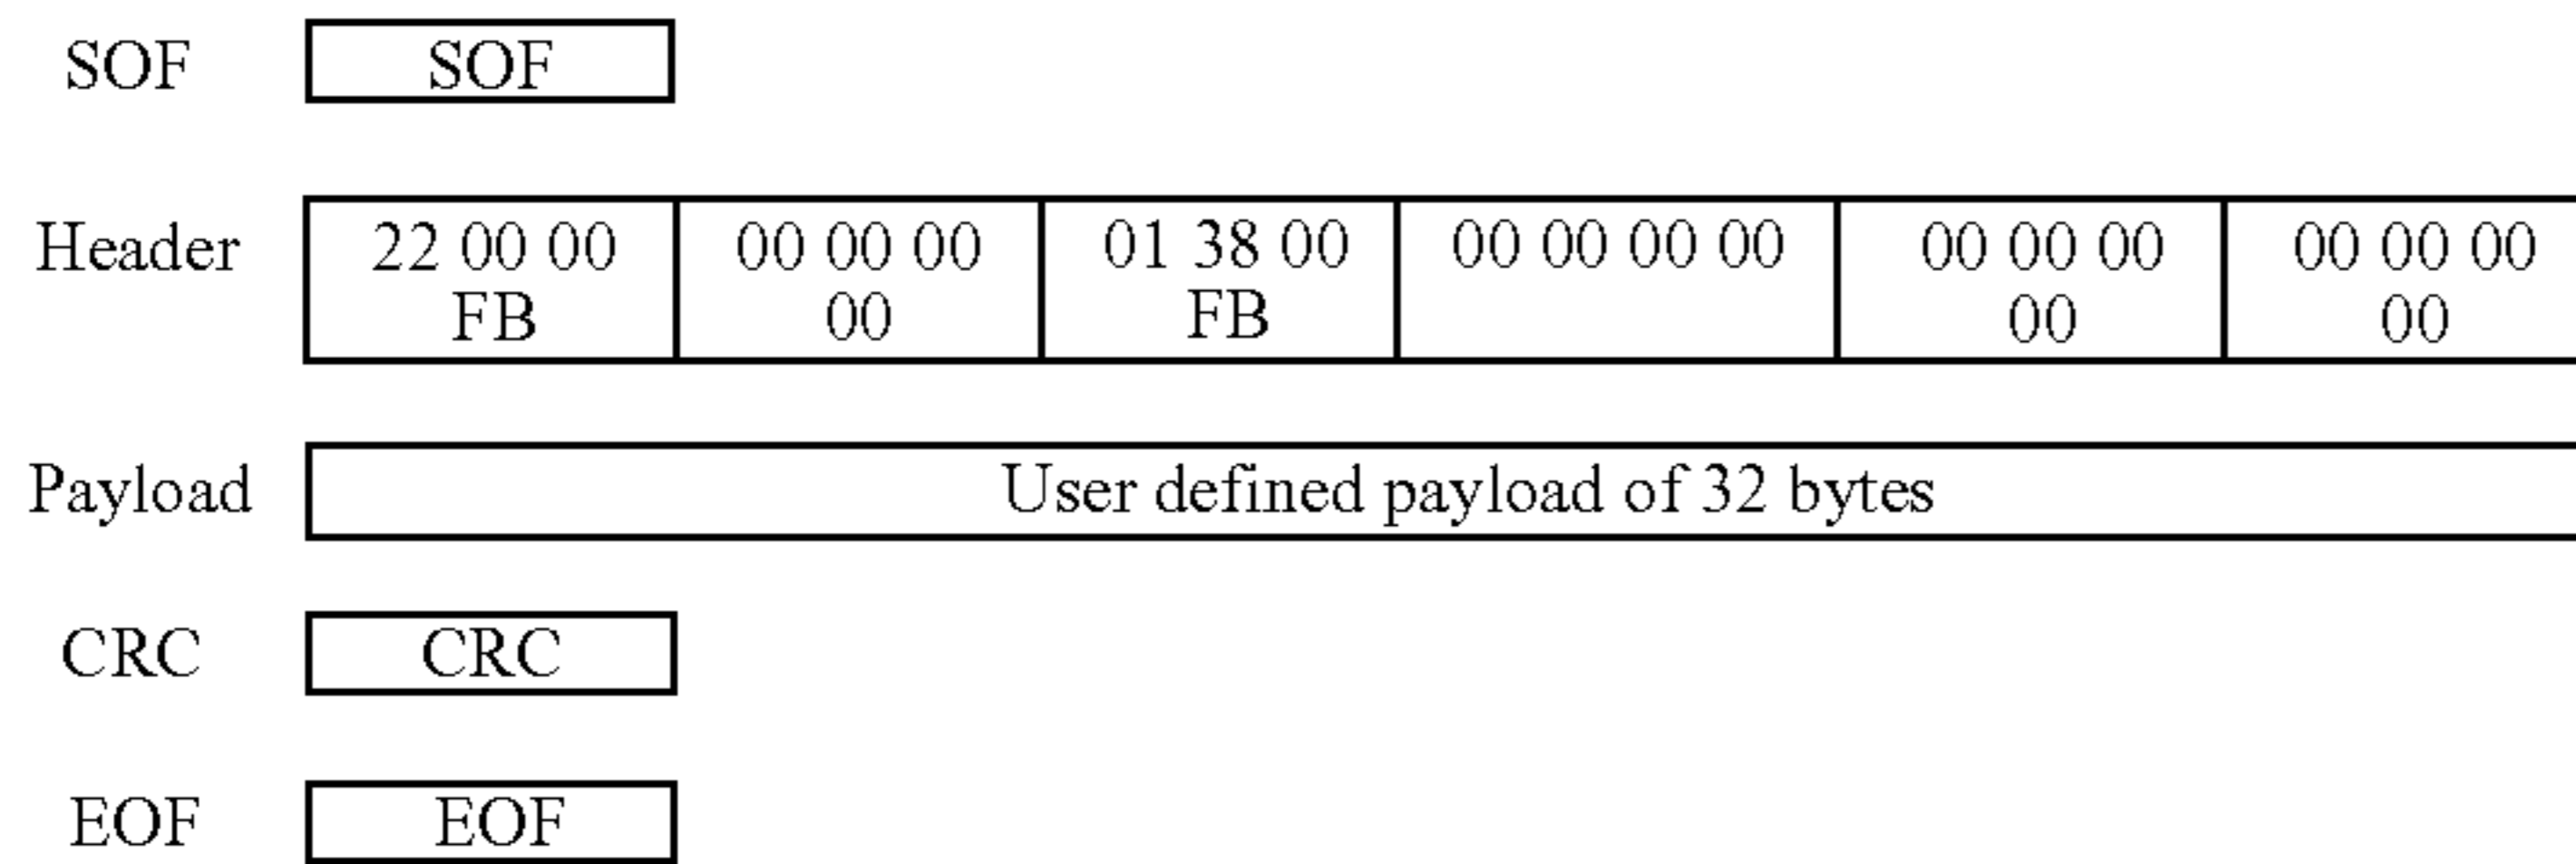 SOF SOF
Header 22 00 00 00 00 00 01 38 00 00 00 00 00 00 00 00 00 00 00
FB 00 FB 00 00
Payload User defined payload of 32 bytes
CRC CRC
EOF EOF